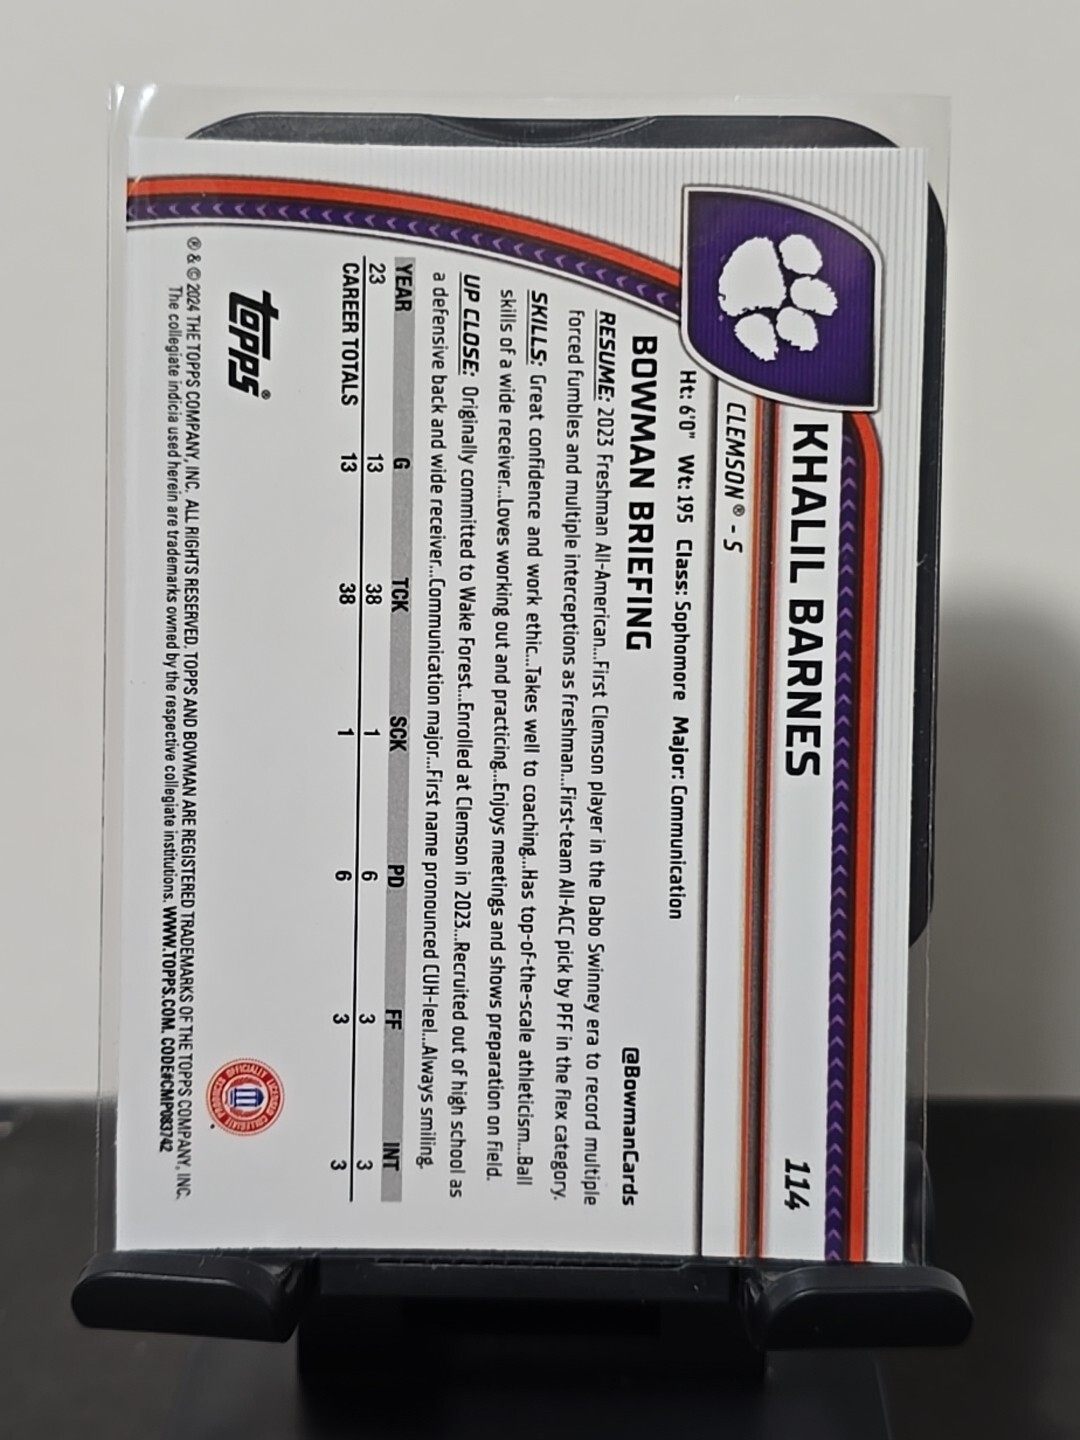 KHALIL BARNES
114
CLEMSON® - S
Ht: 6'0" Wt: 195 Class: Sophomore Major: Communication
BOWMAN BRIEFING
@BowmanCards
RESUME: 2023 Freshman All-American...First Clemson player in the Dabo Swinney era to record multiple
forced fumbles and multiple interceptions as freshman...First-team All-ACC pick by PFF in the flex category.
SKILLS: Great confidence and work ethic...Takes well to coaching...Has top-of-the-scale athleticism...Ball
skills of a wide receiver...Loves working out and practicing...Enjoys meetings and shows preparation on field.
UP CLOSE: Originally committed to Wake Forest...Enrolled at Clemson in 2023...Recruited out of high school as
a defensive back and wide receiver...Communication major...First name pronounced CUH-leel...Always smiling.
YEAR G TCK SCK PD FF INT
23 13 38 1 6 3 3
CAREER TOTALS 13 38 1 6 3 3
topps®
OFFICIALLY LICENSED COLLEGIATE PRODUCTS
® & © 2024 THE TOPPS COMPANY, INC. ALL RIGHTS RESERVED. TOPPS AND BOWMAN ARE REGISTERED TRADEMARKS OF THE TOPPS COMPANY, INC.
The collegiate indicia used herein are trademarks owned by the respective collegiate institutions. WWW.TOPPS.COM. CODE#CMP083742